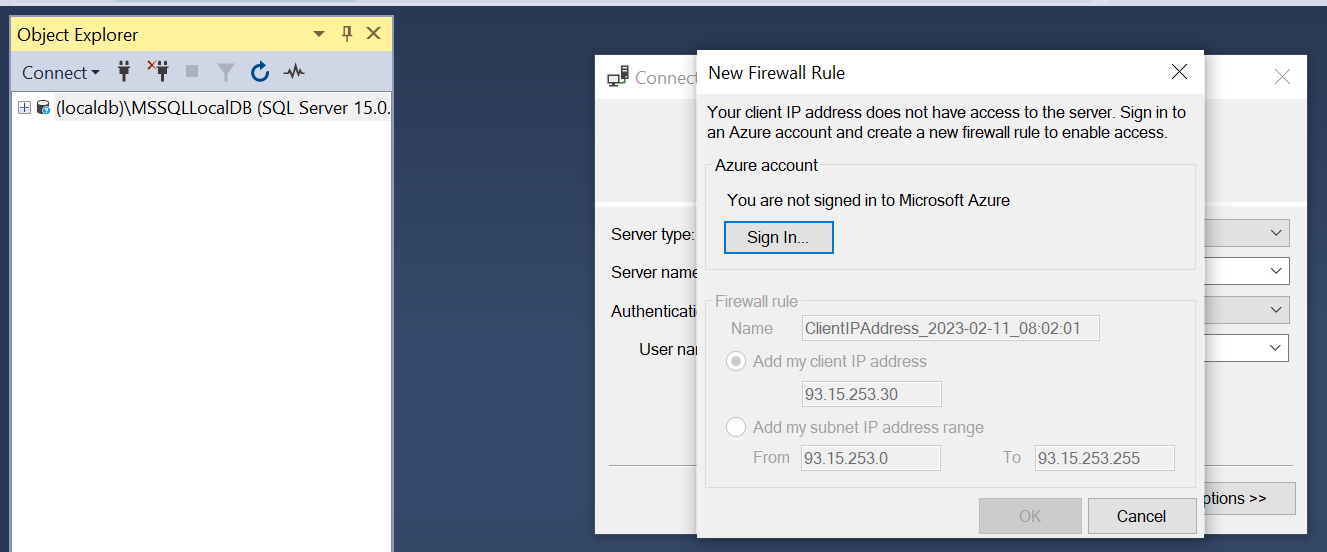 Object Explorer
Connect
(localdb)\MSSQLLocalDB (SQL Server 15.0.
Connect
New Firewall Rule
Your client IP address does not have access to the server. Sign in to
an Azure account and create a new firewall rule to enable access.
Azure account
You are not signed in to Microsoft Azure
Sign In...
Server type:
Server name
Authenticati
User nar
Firewall rule
Name
ClientIPAddress_2023-02-11_08:02:01
Add my client IP address
93.15.253.30
Add my subnet IP address range
From
93.15.253.0
To
93.15.253.255
OK
Cancel
ptions >>